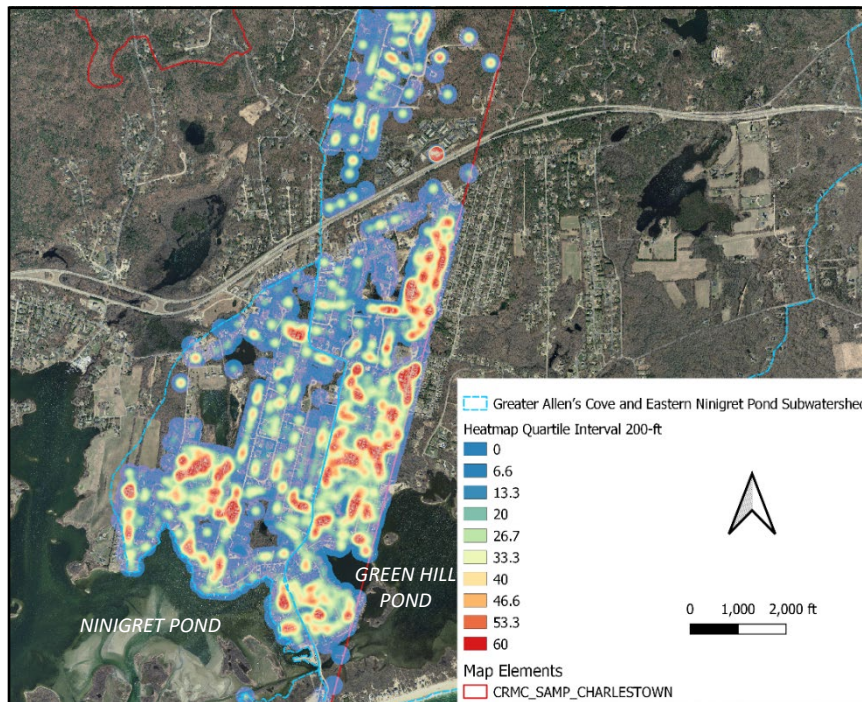 Greater Allen's Cove and Eastern Ninigret Pond Subwatershed
Heatmap Quartile Interval 200-ft
0
6.6
13.3
20
26.7
33.3
40
46.6
53.3
60
0 1,000 2,000 ft
Map Elements
CRMC_SAMP_CHARLESTOWN
GREEN HILL
POND
NINIGRET POND